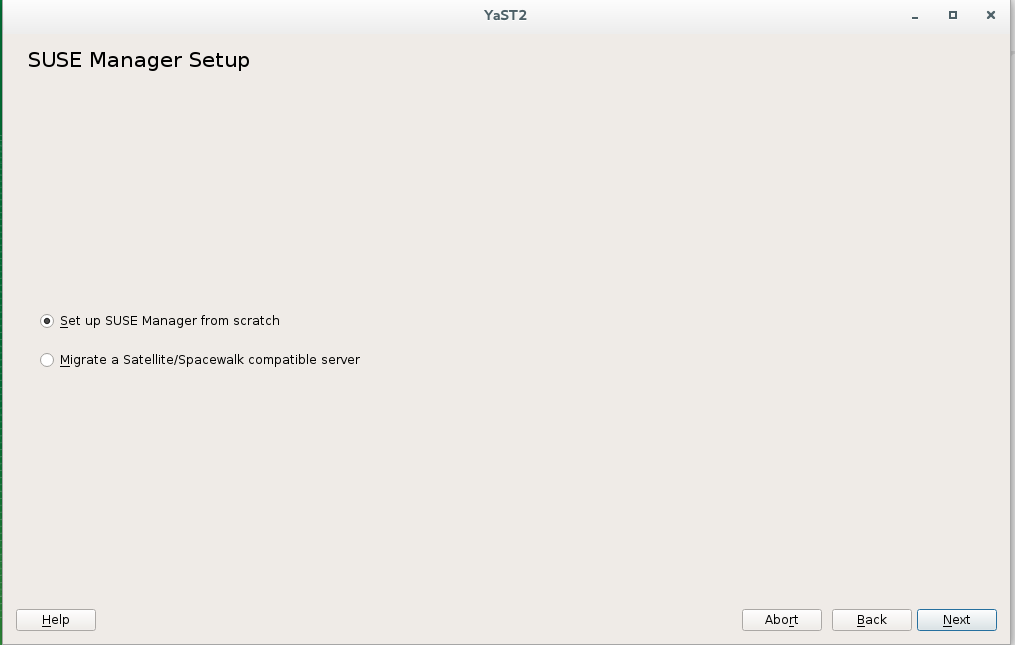 YaST2
SUSE Manager Setup
Set up SUSE Manager from scratch
Migrate a Satellite/Spacewalk compatible server
Help Abort Back Next